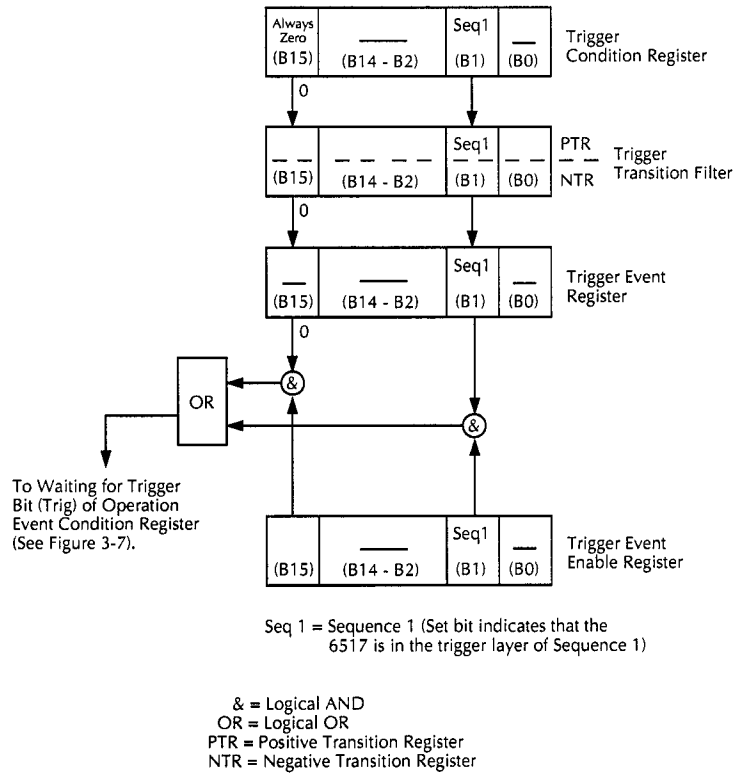 Always
Zero
(B15)
(B14 - B2)
Seq1
(B1)
(B0)
Trigger
Condition Register
0
(B15)
(B14 - B2)
Seq1
(B1)
(B0)
PTR
NTR
Trigger
Transition Filter
0
(B15)
(B14 - B2)
Seq1
(B1)
(B0)
Trigger Event
Register
0
&
OR
&
To Waiting for Trigger
Bit (Trig) of Operation
Event Condition Register
(See Figure 3-7).
(B15)
(B14 - B2)
Seq1
(B1)
(B0)
Trigger Event
Enable Register
Seq 1 = Sequence 1 (Set bit indicates that the
6517 is in the trigger layer of Sequence 1)
& = Logical AND
OR = Logical OR
PTR = Positive Transition Register
NTR = Negative Transition Register